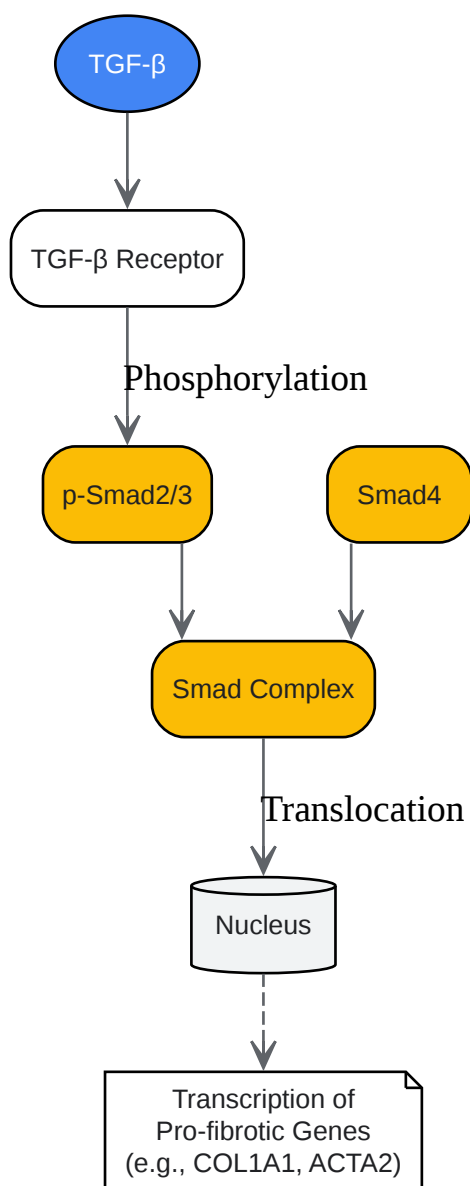 TGF-β
TGF-β Receptor
Phosphorylation
p-Smad2/3
Smad4
Smad Complex
Translocation
Nucleus
Transcription of
Pro-fibrotic Genes
(e.g., COL1A1, ACTA2)